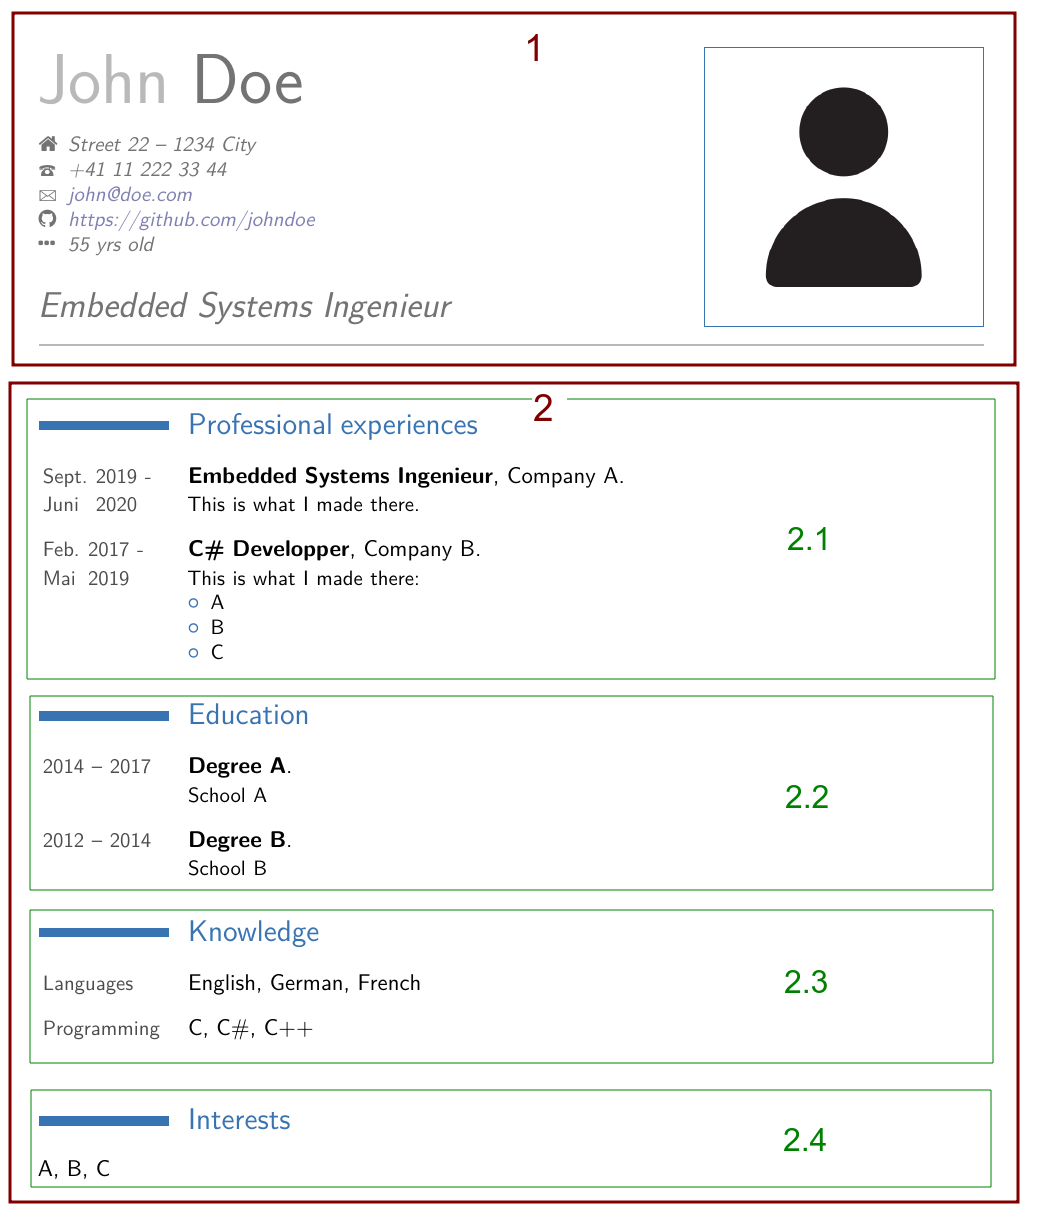 1
John Doe
Street 22 – 1234 City
+41 11 222 33 44
john@doe.com
https://github.com/johndoe
55 yrs old
Embedded Systems Ingenieur
2
Professional experiences
Sept. 2019 - Embedded Systems Ingenieur, Company A.
Juni 2020 This is what I made there.
2.1
Feb. 2017 - C# Developper, Company B.
Mai 2019 This is what I made there:
A
B
C
Education
2014 – 2017 Degree A.
School A
2.2
2012 – 2014 Degree B.
School B
Knowledge
Languages English, German, French
2.3
Programming C, C#, C++
Interests
2.4
A, B, C